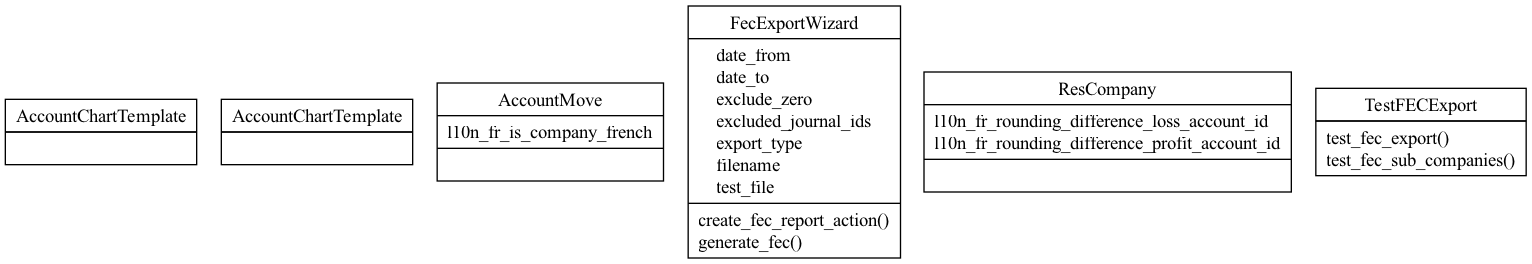 AccountChartTemplate
AccountChartTemplate
AccountMove
l10n_fr_is_company_french
FecExportWizard
date_from
date_to
exclude_zero
excluded_journal_ids
export_type
filename
test_file
create_fec_report_action()
generate_fec()
ResCompany
l10n_fr_rounding_difference_loss_account_id
l10n_fr_rounding_difference_profit_account_id
TestFECExport
test_fec_export()
test_fec_sub_companies()